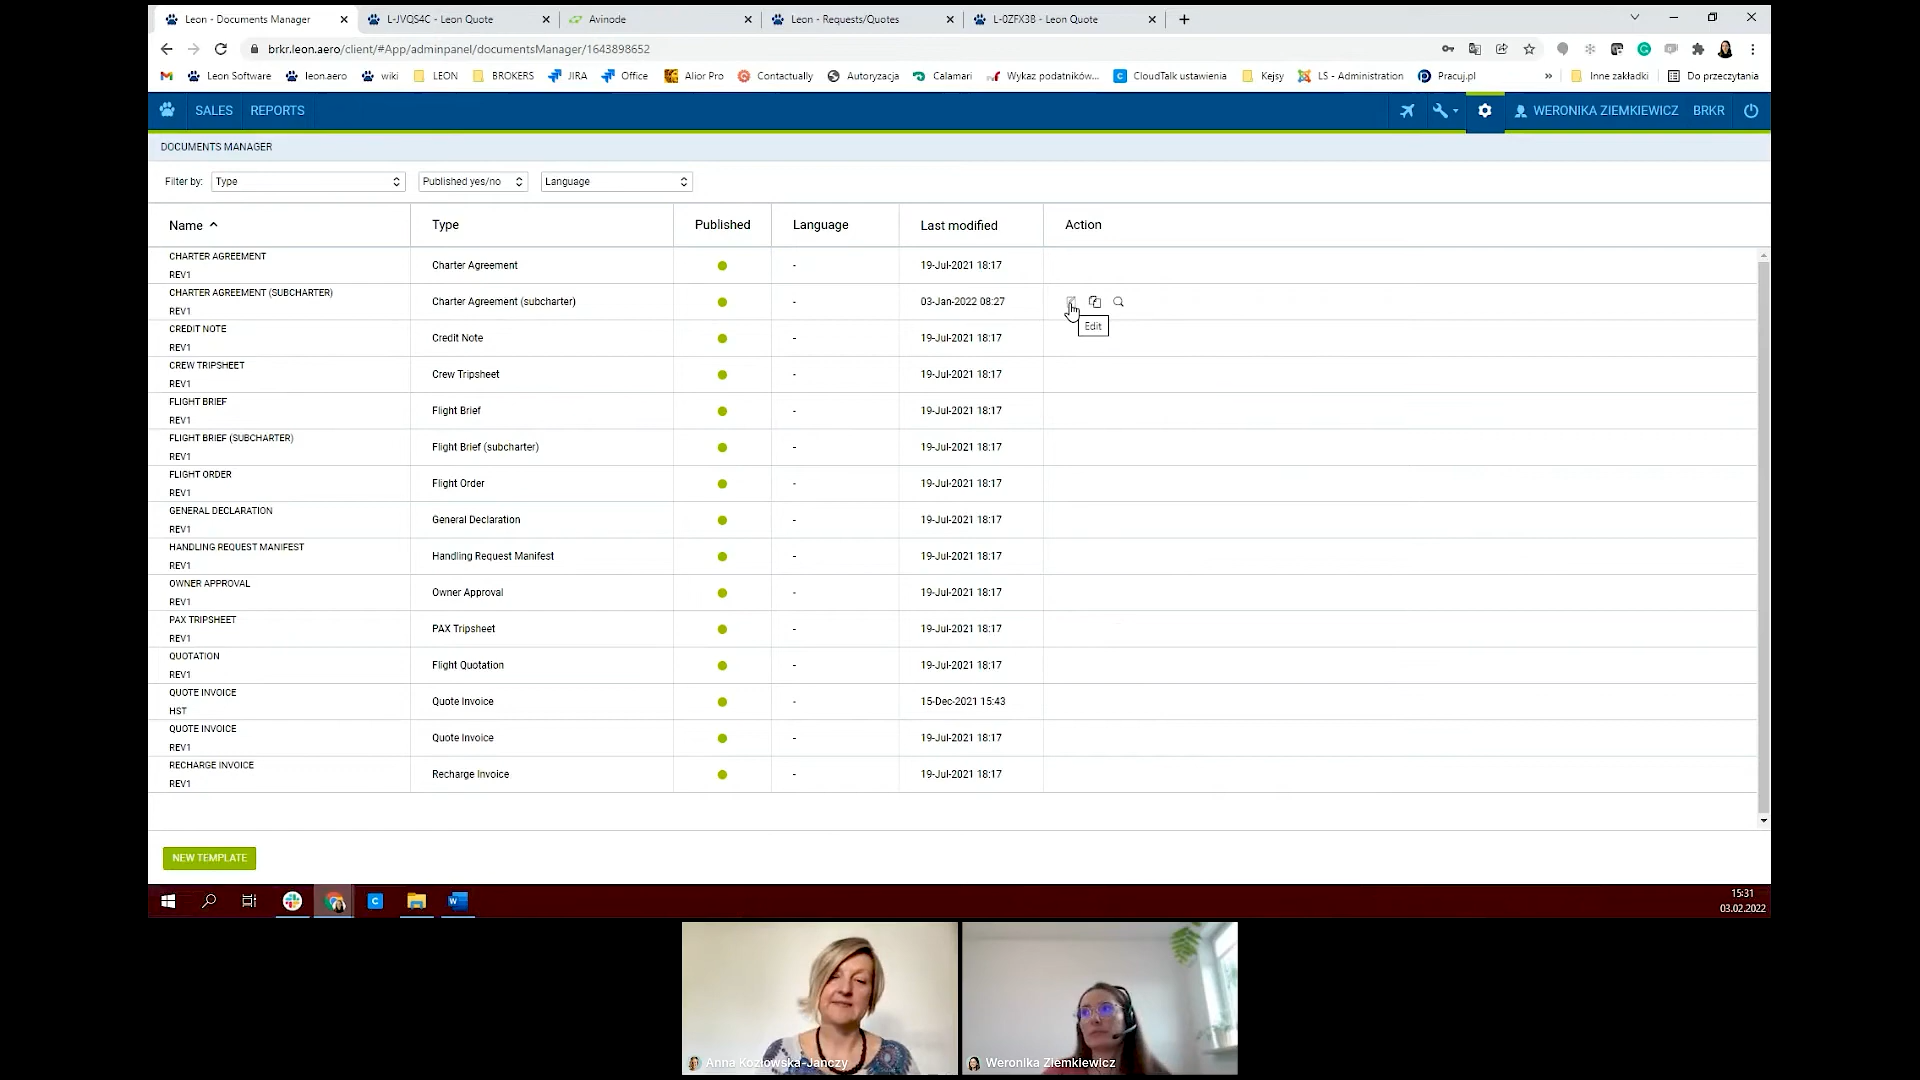 Leon - Documents Manager
L-JVQS4C - Leon Quote
Avinode
Leon - Requests/Quotes
L-0ZFX3B - Leon Quote
brkr.leon.aero/client/#App/adminpanel/documentsManager/1643898652
Leon Software
leon.aero
wiki
LEON
BROKERS
JIRA
Office
Alior Pro
Contactually
Autoryzacja
Calamari
Wykaz podatników...
CloudTalk ustawienia
Kejsy
LS - Administration
Pracuj.pl
»
Inne zakładki
Do przeczytania
SALES
REPORTS
WERONIKA ZIEMKIEWICZ
BRKR
DOCUMENTS MANAGER
Filter by:
Type
Published yes/no
Language
Name
Type
Published
Language
Last modified
Action
CHARTER AGREEMENT
REV1
Charter Agreement
-
19-Jul-2021 18:17
CHARTER AGREEMENT (SUBCHARTER)
REV1
Charter Agreement (subcharter)
-
03-Jan-2022 08:27
Edit
CREDIT NOTE
REV1
Credit Note
-
19-Jul-2021 18:17
CREW TRIPSHEET
REV1
Crew Tripsheet
-
19-Jul-2021 18:17
FLIGHT BRIEF
REV1
Flight Brief
-
19-Jul-2021 18:17
FLIGHT BRIEF (SUBCHARTER)
REV1
Flight Brief (subcharter)
-
19-Jul-2021 18:17
FLIGHT ORDER
REV1
Flight Order
-
19-Jul-2021 18:17
GENERAL DECLARATION
REV1
General Declaration
-
19-Jul-2021 18:17
HANDLING REQUEST MANIFEST
REV1
Handling Request Manifest
-
19-Jul-2021 18:17
OWNER APPROVAL
REV1
Owner Approval
-
19-Jul-2021 18:17
PAX TRIPSHEET
REV1
PAX Tripsheet
-
19-Jul-2021 18:17
QUOTATION
REV1
Flight Quotation
-
19-Jul-2021 18:17
QUOTE INVOICE
HST
Quote Invoice
-
15-Dec-2021 15:43
QUOTE INVOICE
REV1
Quote Invoice
-
19-Jul-2021 18:17
RECHARGE INVOICE
REV1
Recharge Invoice
-
19-Jul-2021 18:17
NEW TEMPLATE
15:31
03.02.2022
Anna Kozłowska-Janczy
Weronika Ziemkiewicz